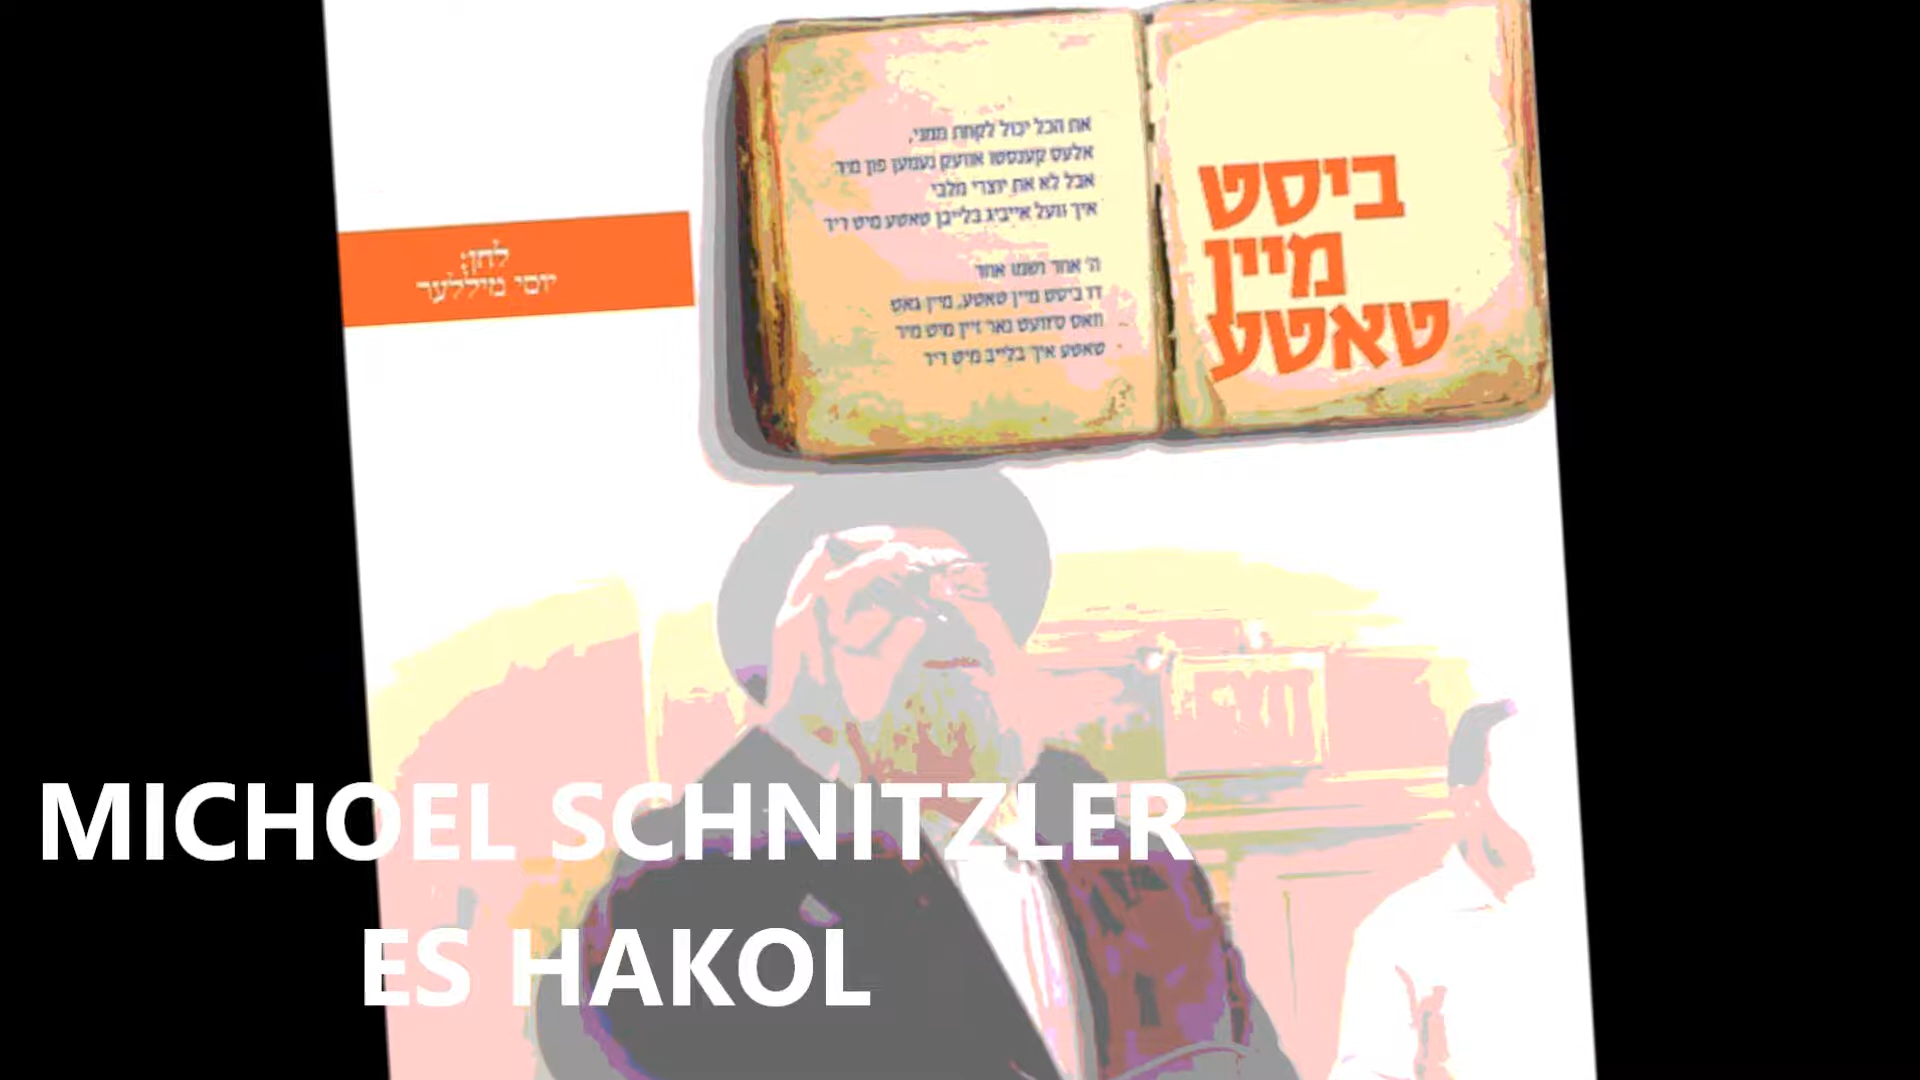 ביסט
מיין
טאטע
את הכל יכול לקחת ממני,
אלעס קענסטו אוועק נעמען פון מיר
אבל לא את יוצרי מלבי
איך וועל אייביג בלייבן טאטע מיט דיר
ה' אחד ושמו אחד
דו ביסט מיין טאטע, מיין גאט
וואס ס'וועט נאר זיין מיט מיר
טאטע איך בלייב מיט דיר
לחן:
יוסי מיללער
MICHOEL SCHNITZLER
ES HAKOL